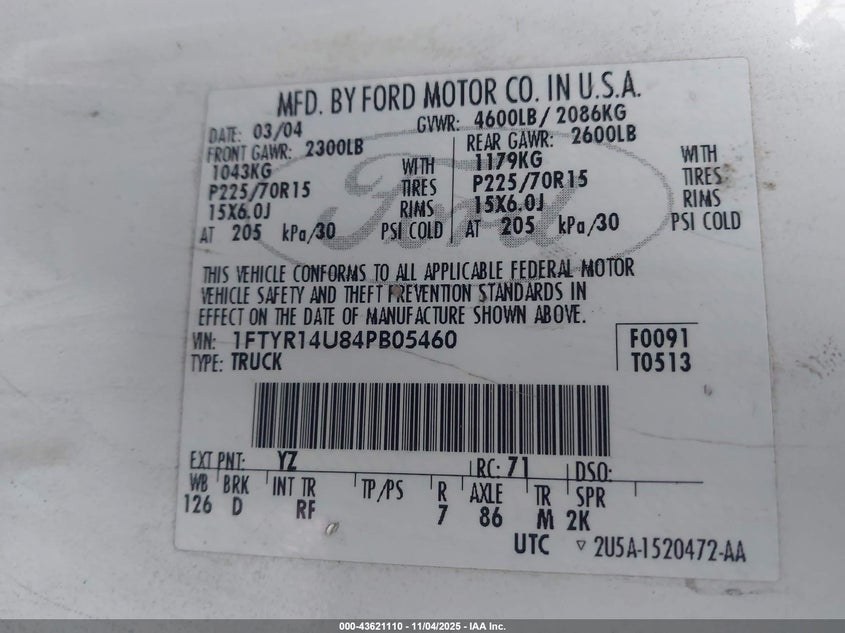 MFD. BY FORD MOTOR CO. IN U.S.A.
DATE: 03/04 GVWR: 4600LB/ 2086KG
FRONT GAWR: 2300LB REAR GAWR: 2600LB
1043KG WITH 1179KG WITH
P225/70R15 TIRES P225/70R15 TIRES
15X6.0J RIMS 15X6.0J RIMS
AT 205 kPa/30 PSI COLD AT 205 kPa/30 PSI COLD
Ford
THIS VEHICLE CONFORMS TO ALL APPLICABLE FEDERAL MOTOR
VEHICLE SAFETY AND THEFT PREVENTION STANDARDS IN
EFFECT ON THE DATE OF MANUFACTURE SHOWN ABOVE.
VIN: 1FTYR14U84PB05460 F0091
TYPE: TRUCK T0513
EXT PNT: YZ RC: 71 DSO:
WB BRK INT TR TP/PS R AXLE TR SPR
126 D RF 7 86 M 2K
UTC ▽ 2U5A-1520472-AA
000-43621110 - 11/04/2025 - IAA Inc.